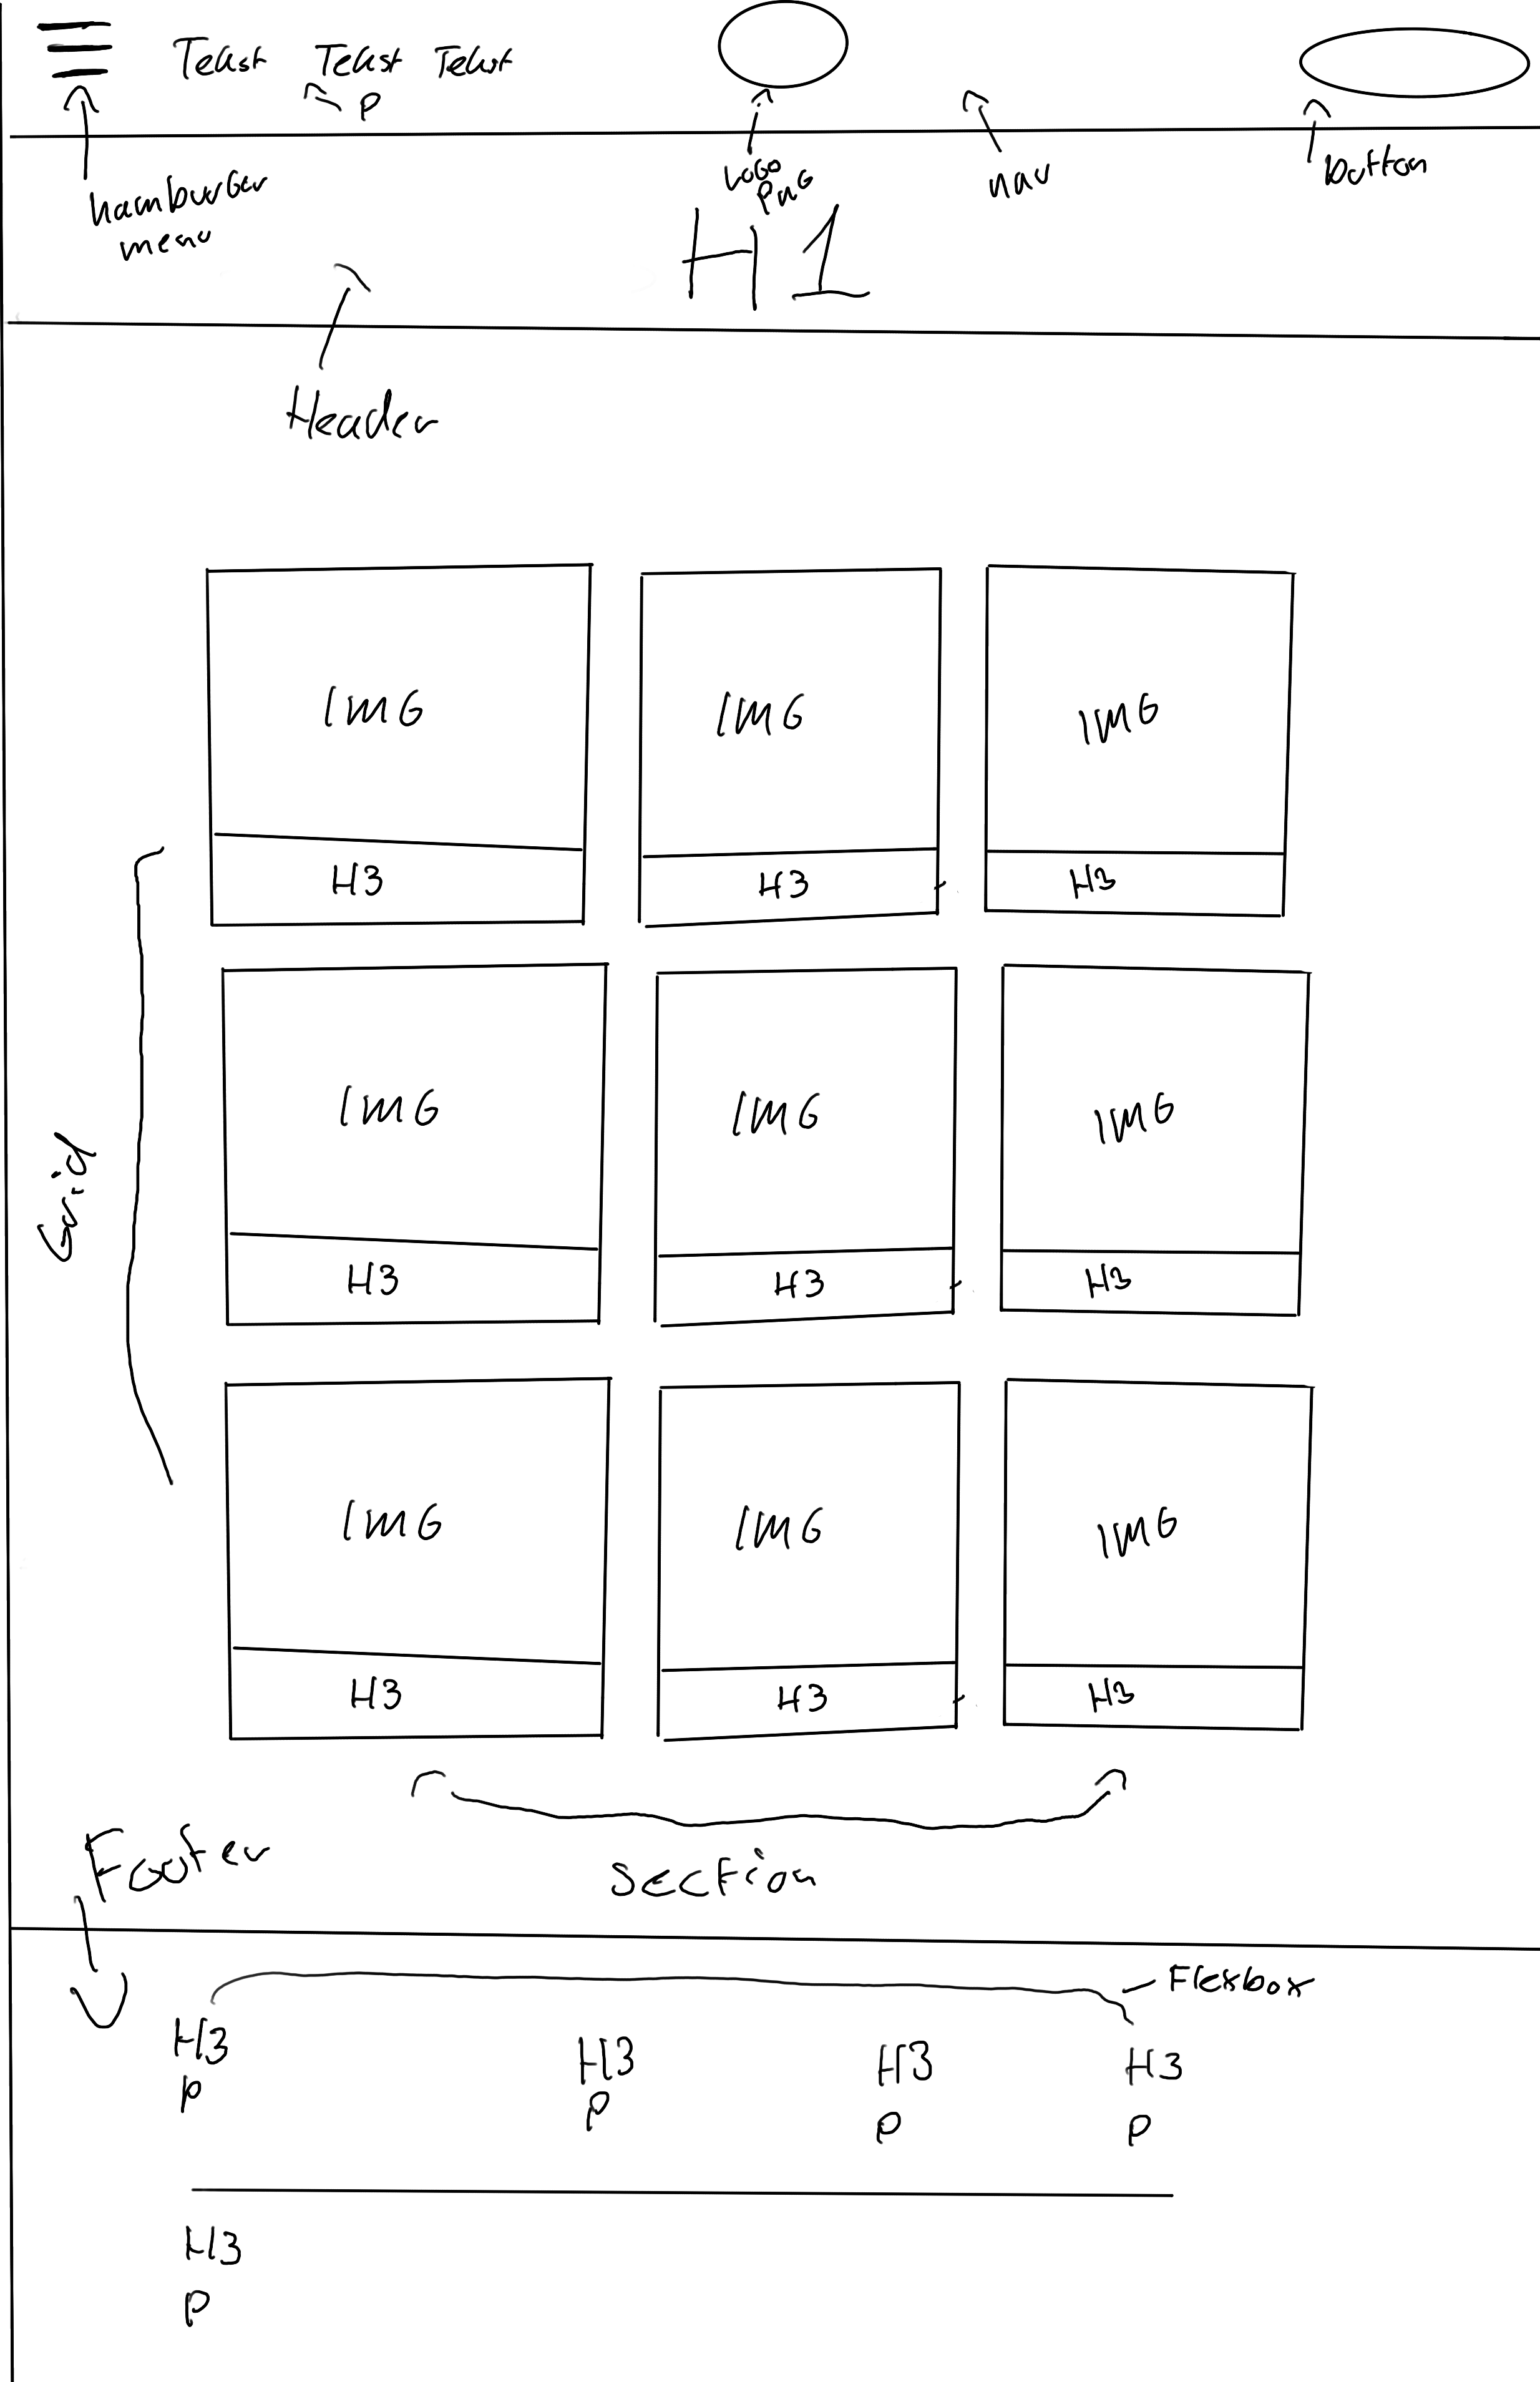 Tekst Tekst Tekst
P
hamburger menu
LOGO PNG
nav
button
H1
Header
IMG IMG IMG
H3 H3 H3
IMG IMG IMG
H3 H3 H3
Grid
IMG IMG IMG
H3 H3 H3
Footer
Section
Flexbox
H3 H3 H3 H3
P P P P
H3
P